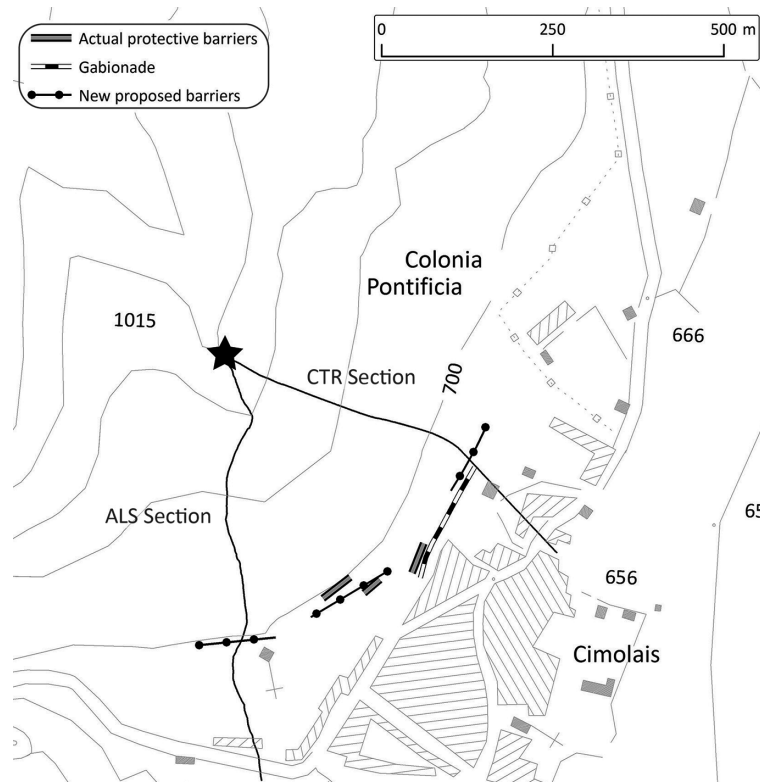 Actual protective barriers
Gabionade
New proposed barriers
0 250 500 m
Colonia
Pontificia
1015
666
CTR Section
700
ALS Section
65
656
Cimolais